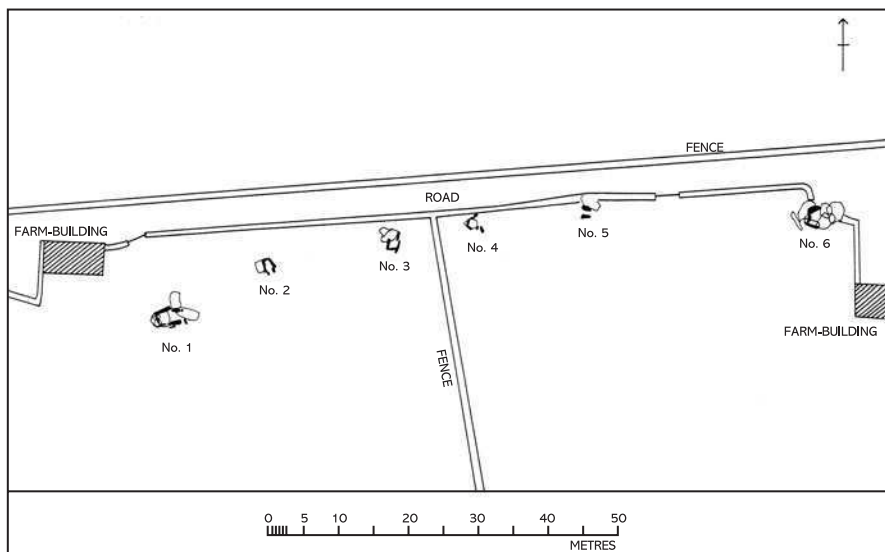 FENCE
ROAD
FARM-BUILDING
No. 1
No. 2
No. 3
No. 4
No. 5
No. 6
FENCE
FARM-BUILDING
0 5 10 20 30 40 50
METRES